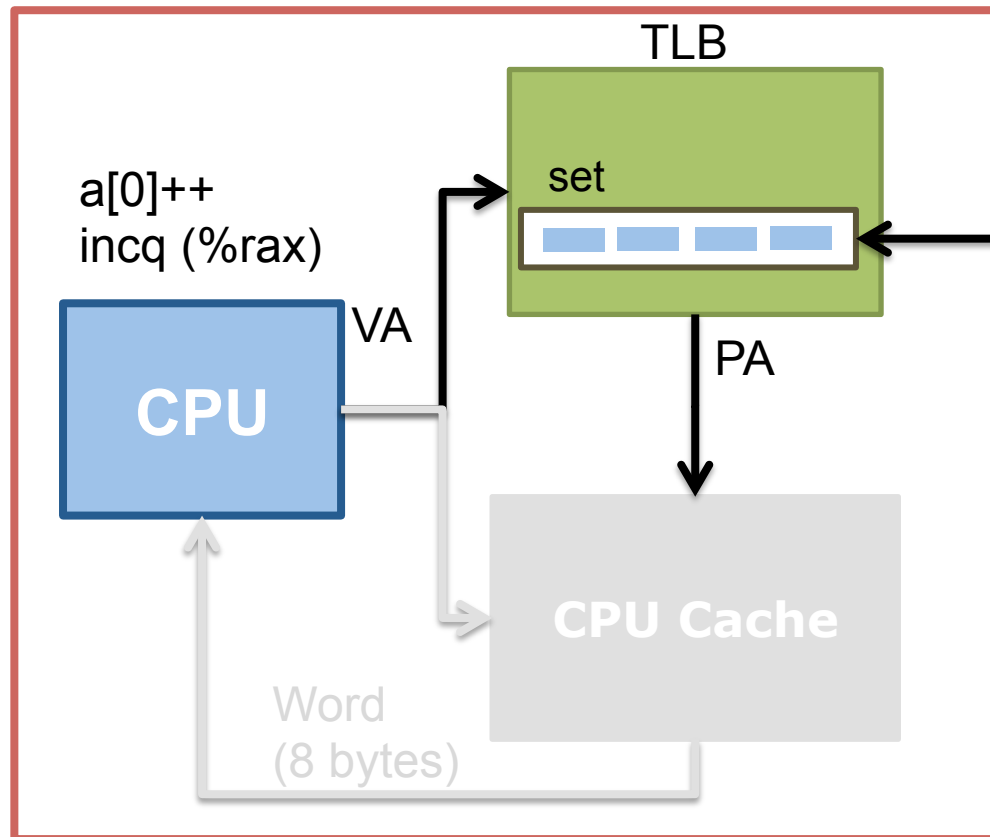 TLB
a[0]++
incq (%rax)
set
VA
CPU
PA
CPU Cache
Word
(8 bytes)